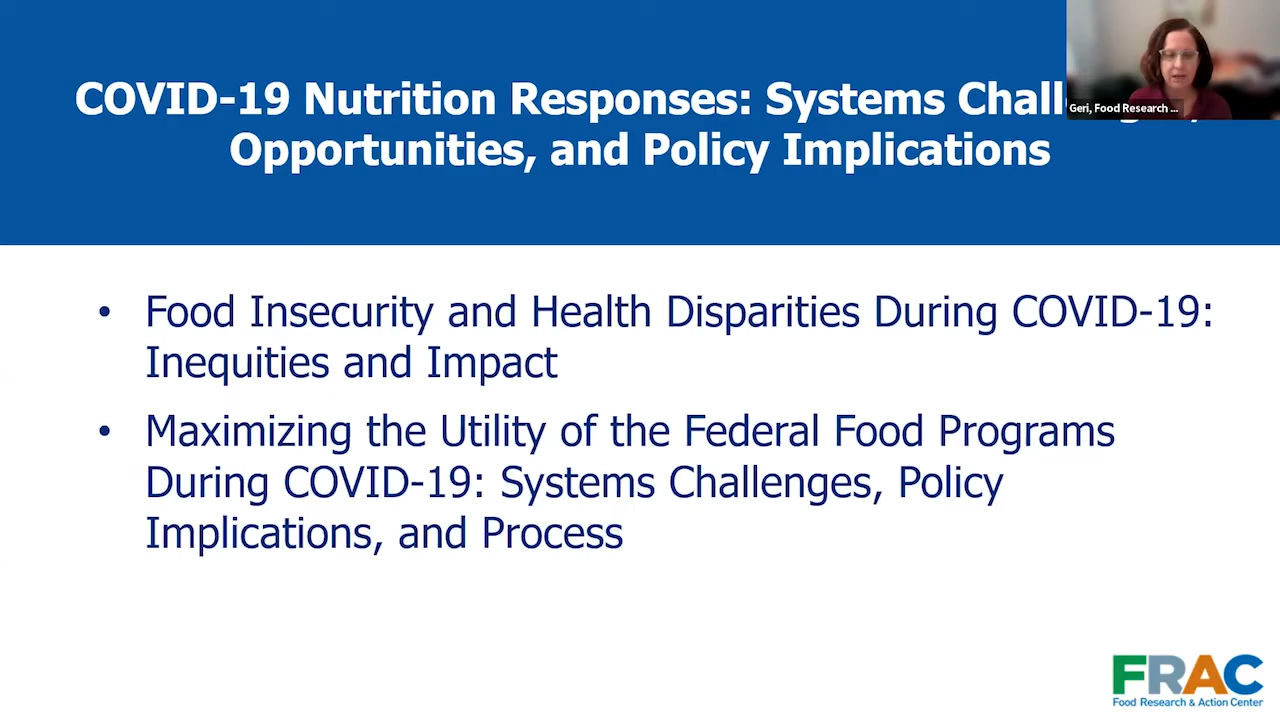 COVID-19 Nutrition Responses: Systems
Opportunities, and Policy Implications
Geri, Food Research ...
• Food Insecurity and Health Disparities During COVID-19:
Inequities and Impact
• Maximizing the Utility of the Federal Food Programs
During COVID-19: Systems Challenges, Policy
Implications, and Process
FRAC
Food Research & Action Center